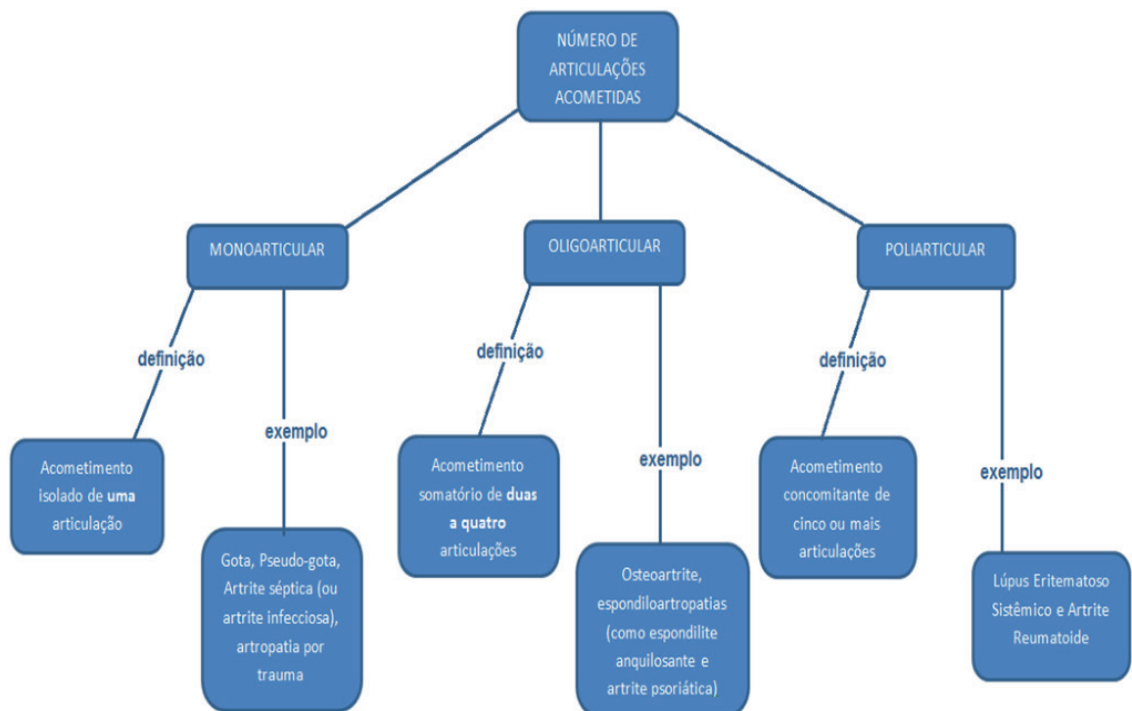 NÚMERO DE
ARTICULAÇÕES
ACOMETIDAS
MONOARTICULAR
OLIGOARTICULAR
POLIARTICULAR
definição
definição
definição
exemplo
exemplo
exemplo
Acometimento
isolado de uma
articulação
Gota, Pseudo-gota,
Artrite séptica (ou
artrite infecciosa),
artropatia por
trauma
Acometimento
somatório de duas
a quatro
articulações
Osteoartrite,
espondiloartropatias
(como espondilite
anquilosante e
artrite psoriática)
Acometimento
concomitante de
cinco ou mais
articulações
Lúpus Eritematoso
Sistêmico e Artrite
Reumatoide